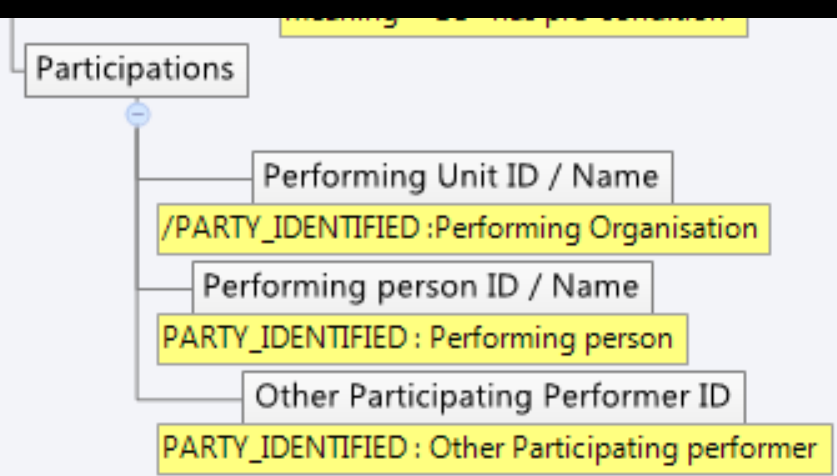 Participations
Performing Unit ID / Name
/PARTY_IDENTIFIED :Performing Organisation
Performing person ID / Name
PARTY_IDENTIFIED : Performing person
Other Participating Performer ID
PARTY_IDENTIFIED : Other Participating performer